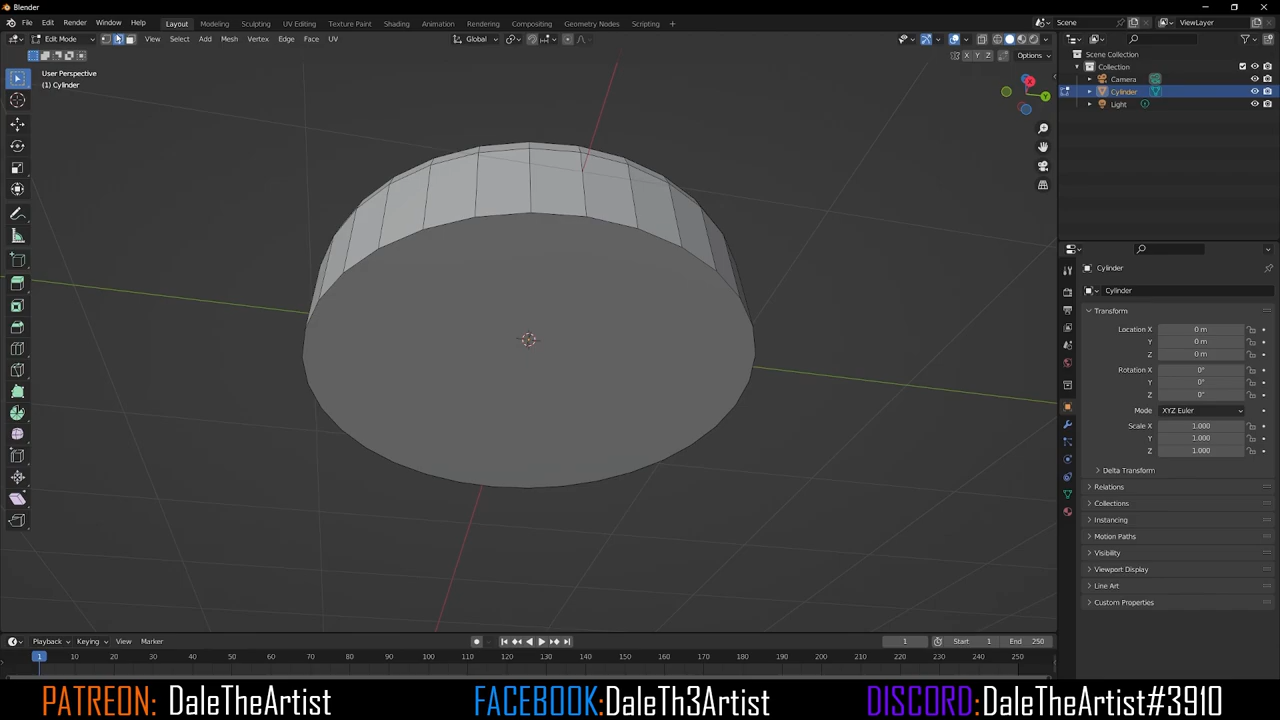 Blender
File Edit Render Window Help Layout Modeling Sculpting UV Editing Texture Paint Shading Animation Rendering Compositing Geometry Nodes Scripting + Scene ViewLayer
Edit Mode View Select Add Mesh Vertex Edge Face UV Global
X Y Z Options
User Perspective
(1) Cylinder
X
Y
Scene Collection
Collection
Camera
Cylinder
Light
Cylinder
Cylinder
Transform
Location X 0 m
Y 0 m
Z 0 m
Rotation X 0°
Y 0°
Z 0°
Mode XYZ Euler
Scale X 1.000
Y 1.000
Z 1.000
Delta Transform
Relations
Collections
Instancing
Motion Paths
Visibility
Viewport Display
Line Art
Custom Properties
Playback Keying View Marker 1 Start 1 End 250
1 10 20 30 40 50 60 70 80 90 100 110 120 130 140 150 160 170 180 190 200 210 220 230 240 250
PATREON: DaleTheArtist FACEBOOK:DaleTh3Artist DISCORD:DaleTheArtist#3910